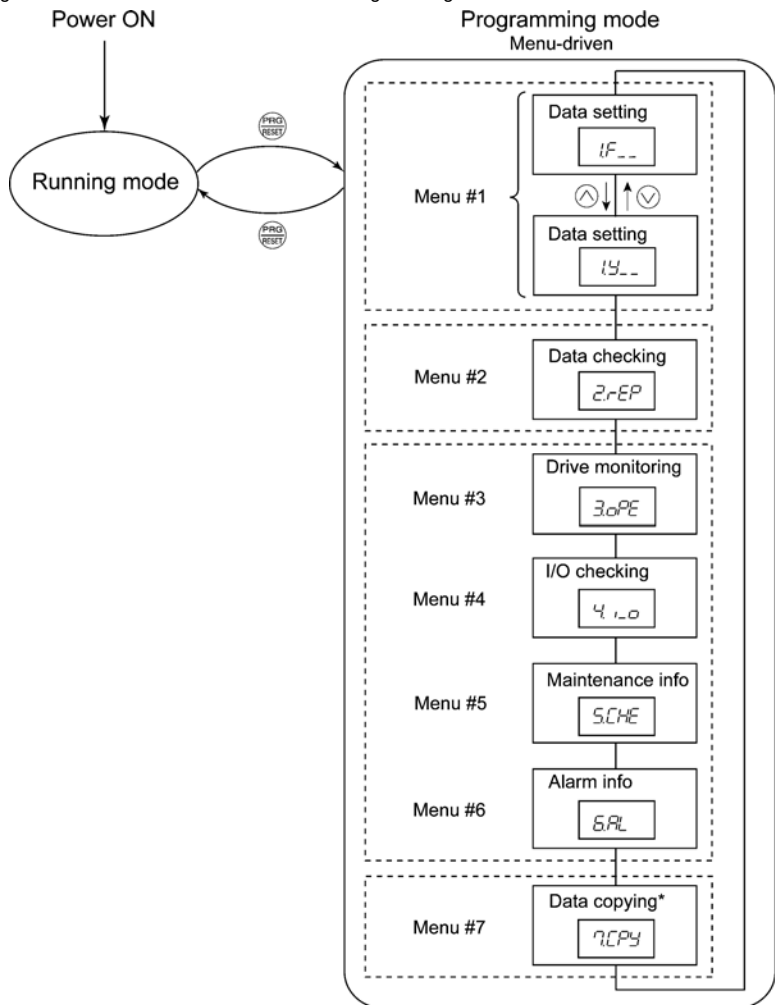 Power ON
Programming mode
Menu-driven
PRG
RESET
Running mode
PRG
RESET
Menu #1
Data setting
1.F__
Data setting
1.y__
Menu #2
Data checking
2.rEP
Menu #3
Drive monitoring
3.oPE
Menu #4
I/O checking
4.i_o
Menu #5
Maintenance info
5.CHE
Menu #6
Alarm info
6.AL
Menu #7
Data copying*
7.CPY